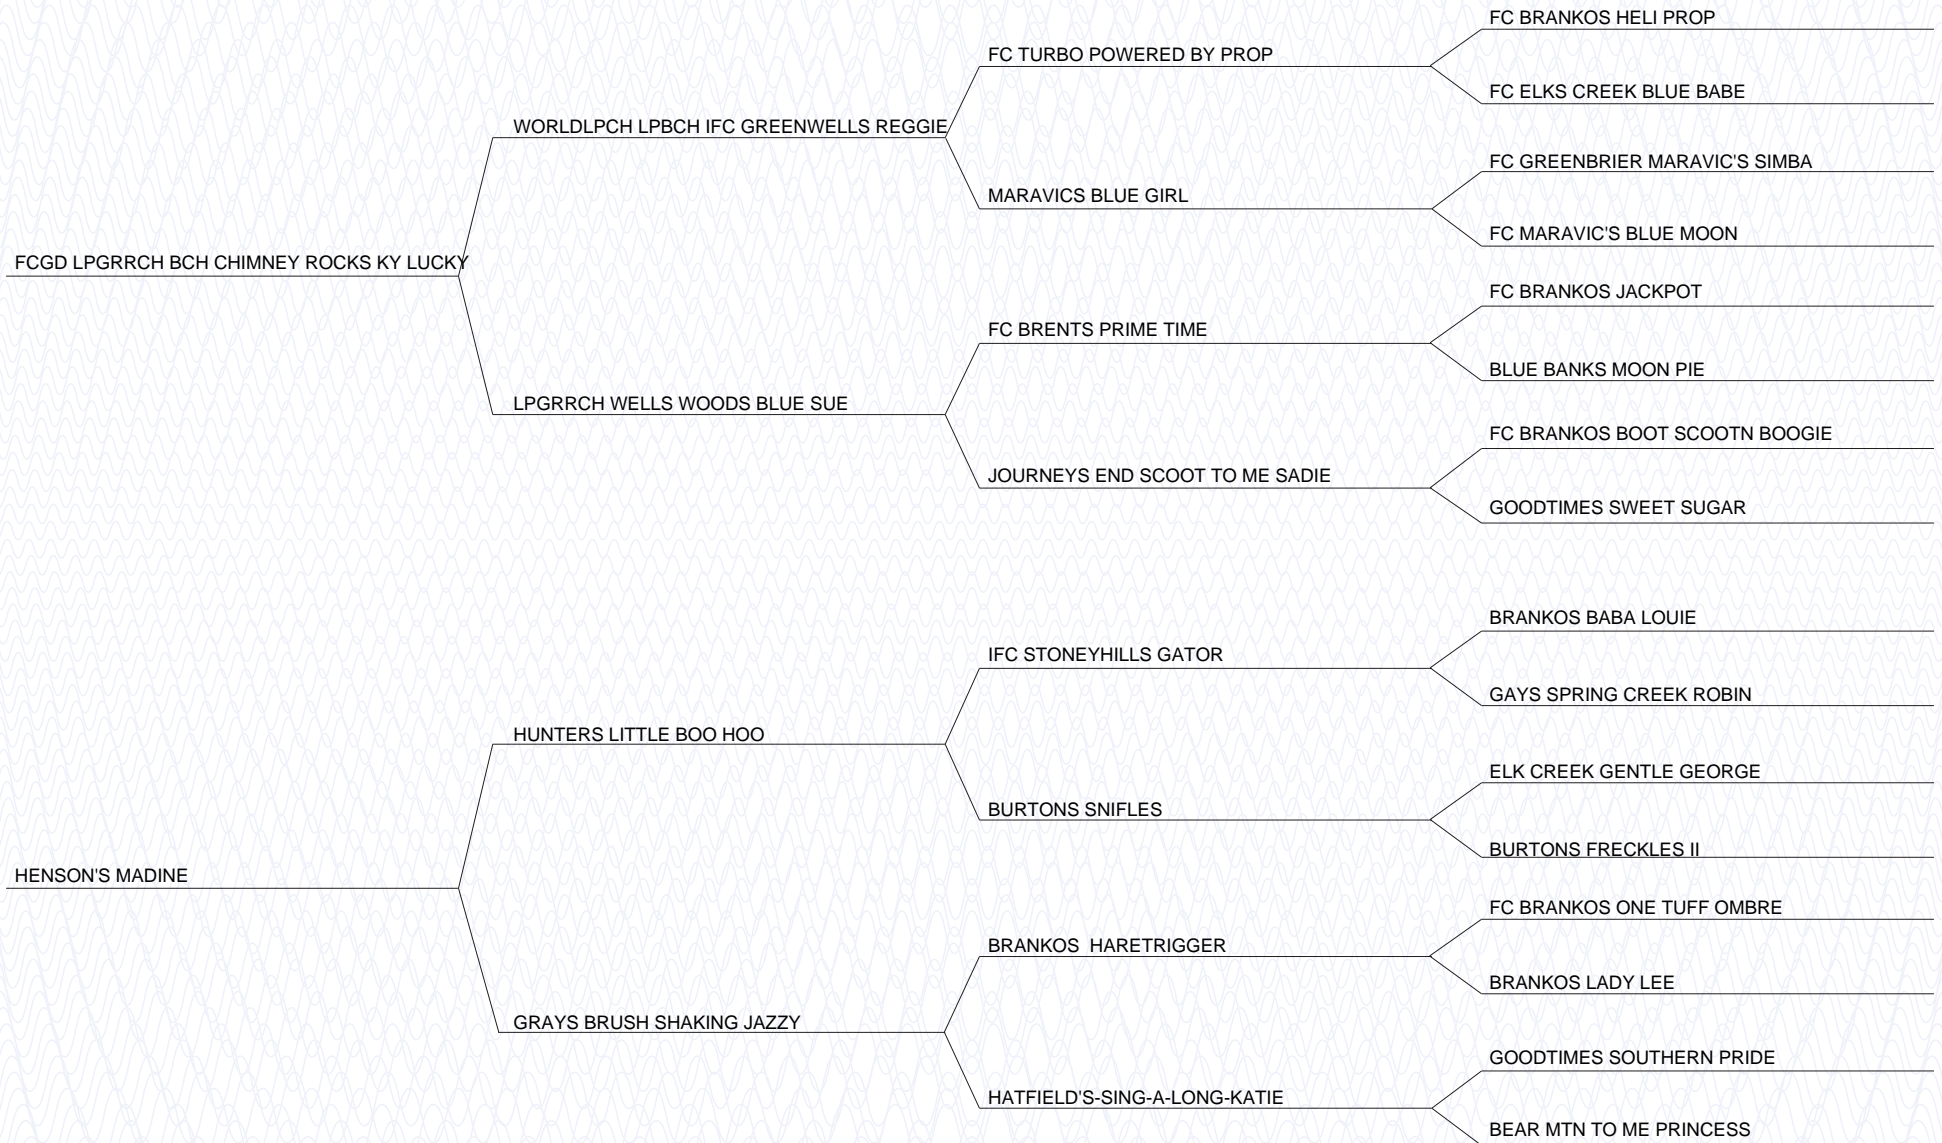 FC BRANKOS HELI PROP
FC TURBO POWERED BY PROP
FC ELKS CREEK BLUE BABE
WORLDLPCH LPBCH IFC GREENWELLS REGGIE
FC GREENBRIER MARAVIC'S SIMBA
MARAVICS BLUE GIRL
FC MARAVIC'S BLUE MOON
FCGD LPGRRCH BCH CHIMNEY ROCKS KY LUCKY
FC BRANKOS JACKPOT
FC BRENTS PRIME TIME
BLUE BANKS MOON PIE
LPGRRCH WELLS WOODS BLUE SUE
FC BRANKOS BOOT SCOOTN BOOGIE
JOURNEYS END SCOOT TO ME SADIE
GOODTIMES SWEET SUGAR
BRANKOS BABA LOUIE
IFC STONEYHILLS GATOR
GAYS SPRING CREEK ROBIN
HUNTERS LITTLE BOO HOO
ELK CREEK GENTLE GEORGE
BURTONS SNIFLES
BURTONS FRECKLES II
HENSON'S MADINE
FC BRANKOS ONE TUFF OMBRE
BRANKOS  HARETRIGGER
BRANKOS LADY LEE
GRAYS BRUSH SHAKING JAZZY
GOODTIMES SOUTHERN PRIDE
HATFIELD'S-SING-A-LONG-KATIE
BEAR MTN TO ME PRINCESS